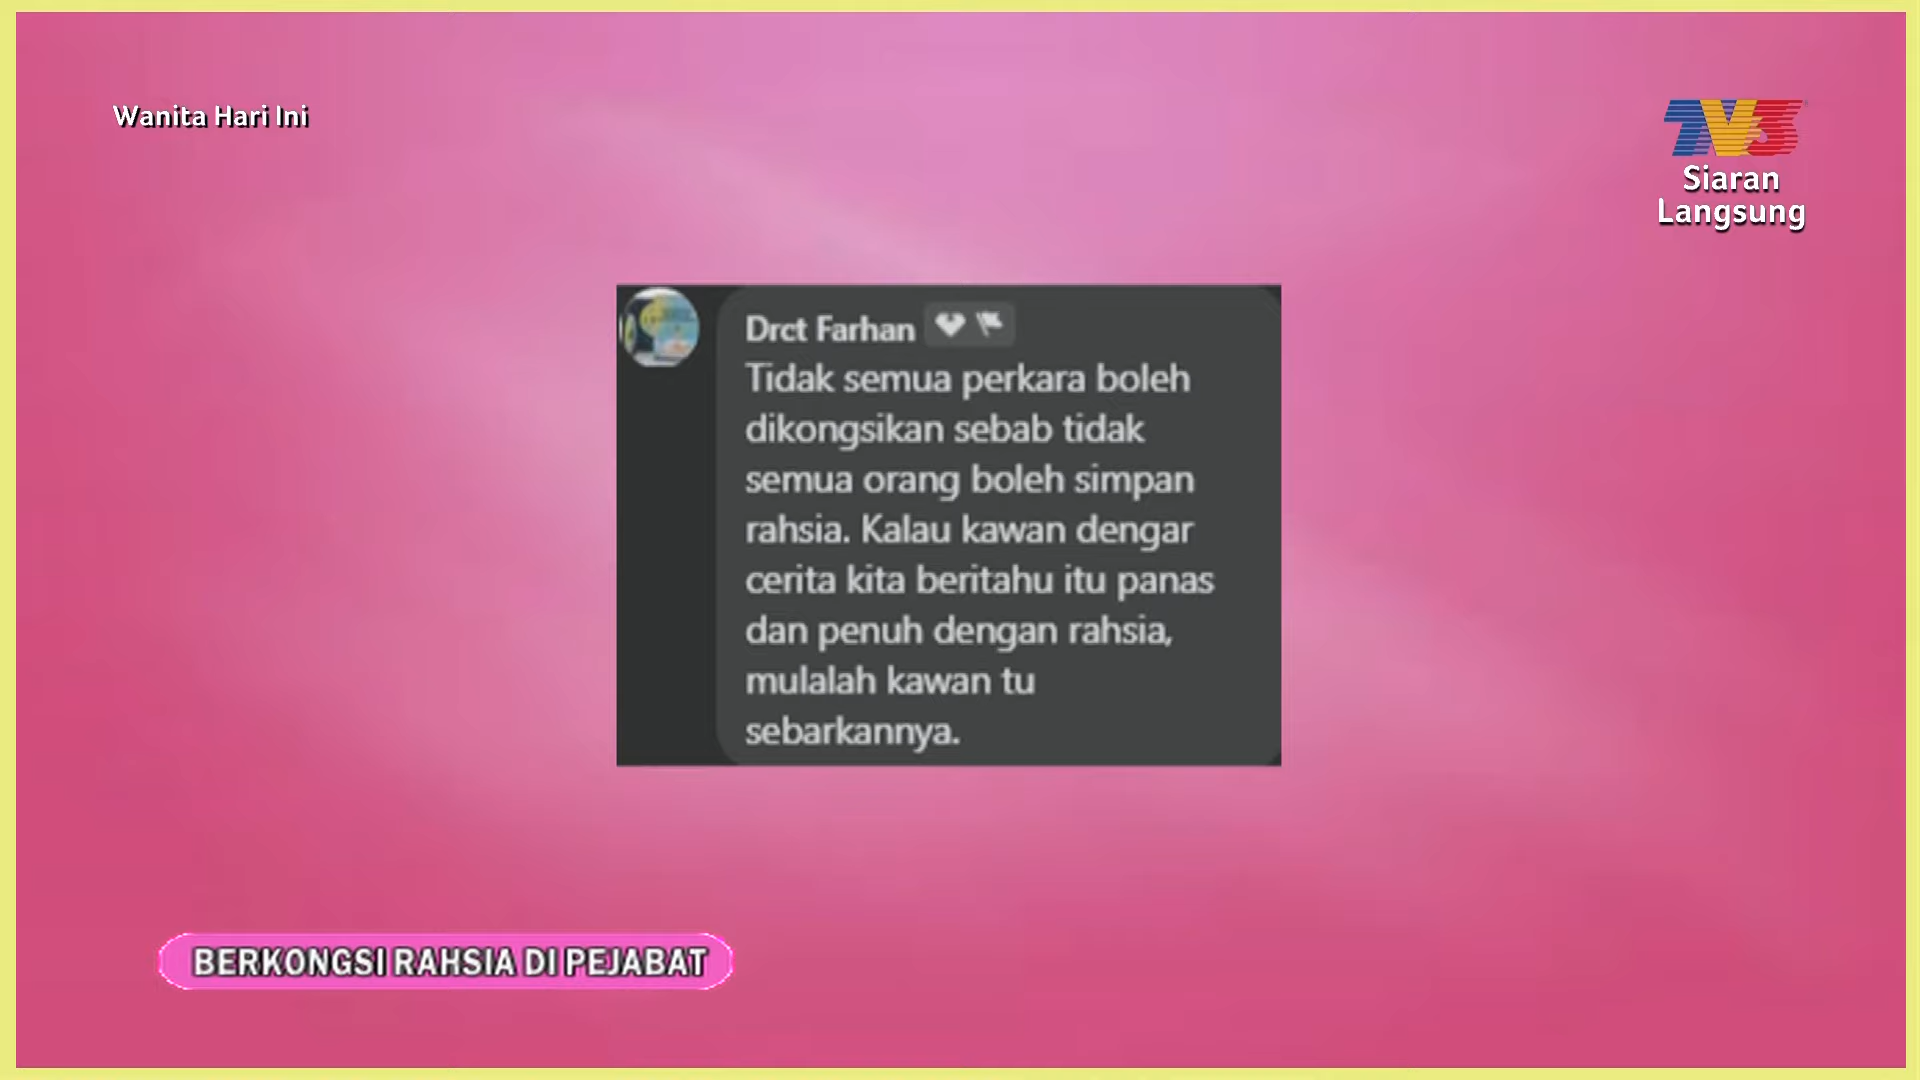 Wanita Hari Ini
TV3
Siaran
Langsung
Drct Farhan
Tidak semua perkara boleh
dikongsikan sebab tidak
semua orang boleh simpan
rahsia. Kalau kawan dengar
cerita kita beritahu itu panas
dan penuh dengan rahsia,
mulalah kawan tu
sebarkannya.
BERKONGSI RAHSIA DI PEJABAT